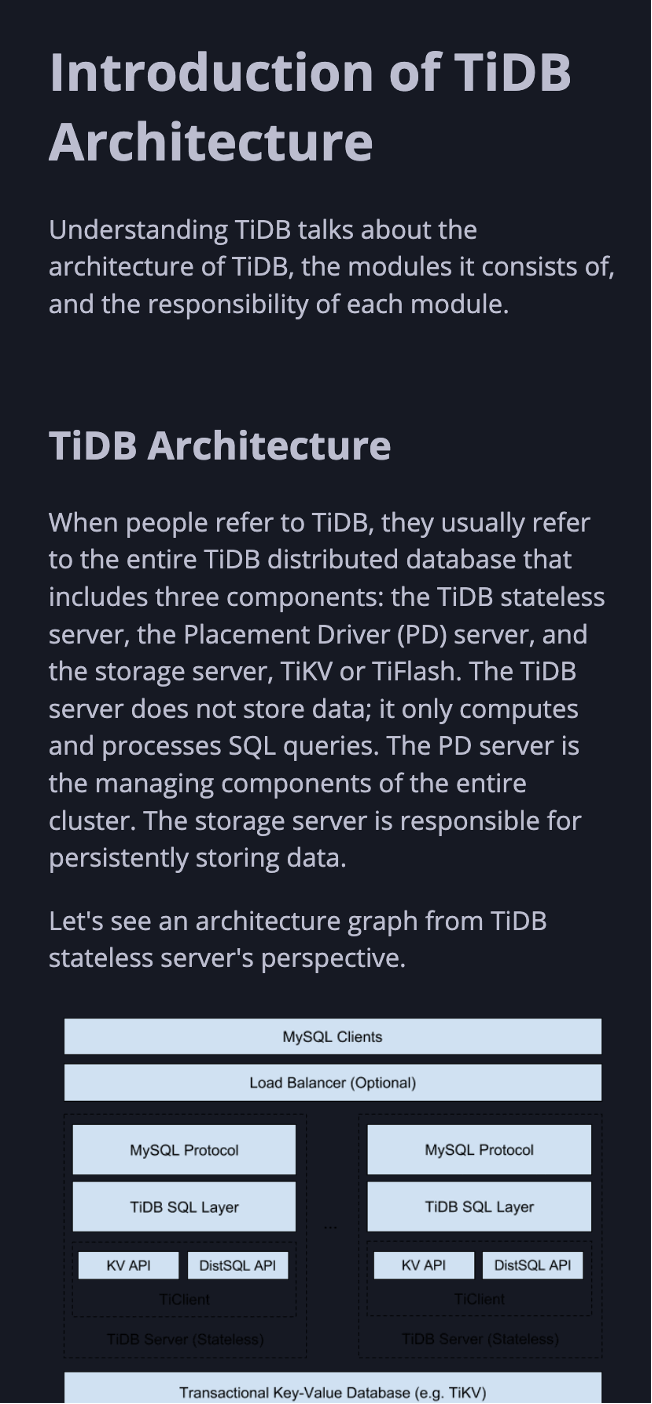 Introduction of TiDB
Architecture
Understanding TiDB talks about the
architecture of TiDB, the modules it consists of,
and the responsibility of each module.
TiDB Architecture
When people refer to TiDB, they usually refer
to the entire TiDB distributed database that
includes three components: the TiDB stateless
server, the Placement Driver (PD) server, and
the storage server, TiKV or TiFlash. The TiDB
server does not store data; it only computes
and processes SQL queries. The PD server is
the managing components of the entire
cluster. The storage server is responsible for
persistently storing data.
Let's see an architecture graph from TiDB
stateless server's perspective.
MySQL Clients
Load Balancer (Optional)
MySQL Protocol MySQL Protocol
TiDB SQL Layer TiDB SQL Layer
...
KV API DistSQL API KV API DistSQL API
TiClient TiClient
TiDB Server (Stateless) TiDB Server (Stateless)
Transactional Key-Value Database (e.g. TiKV)